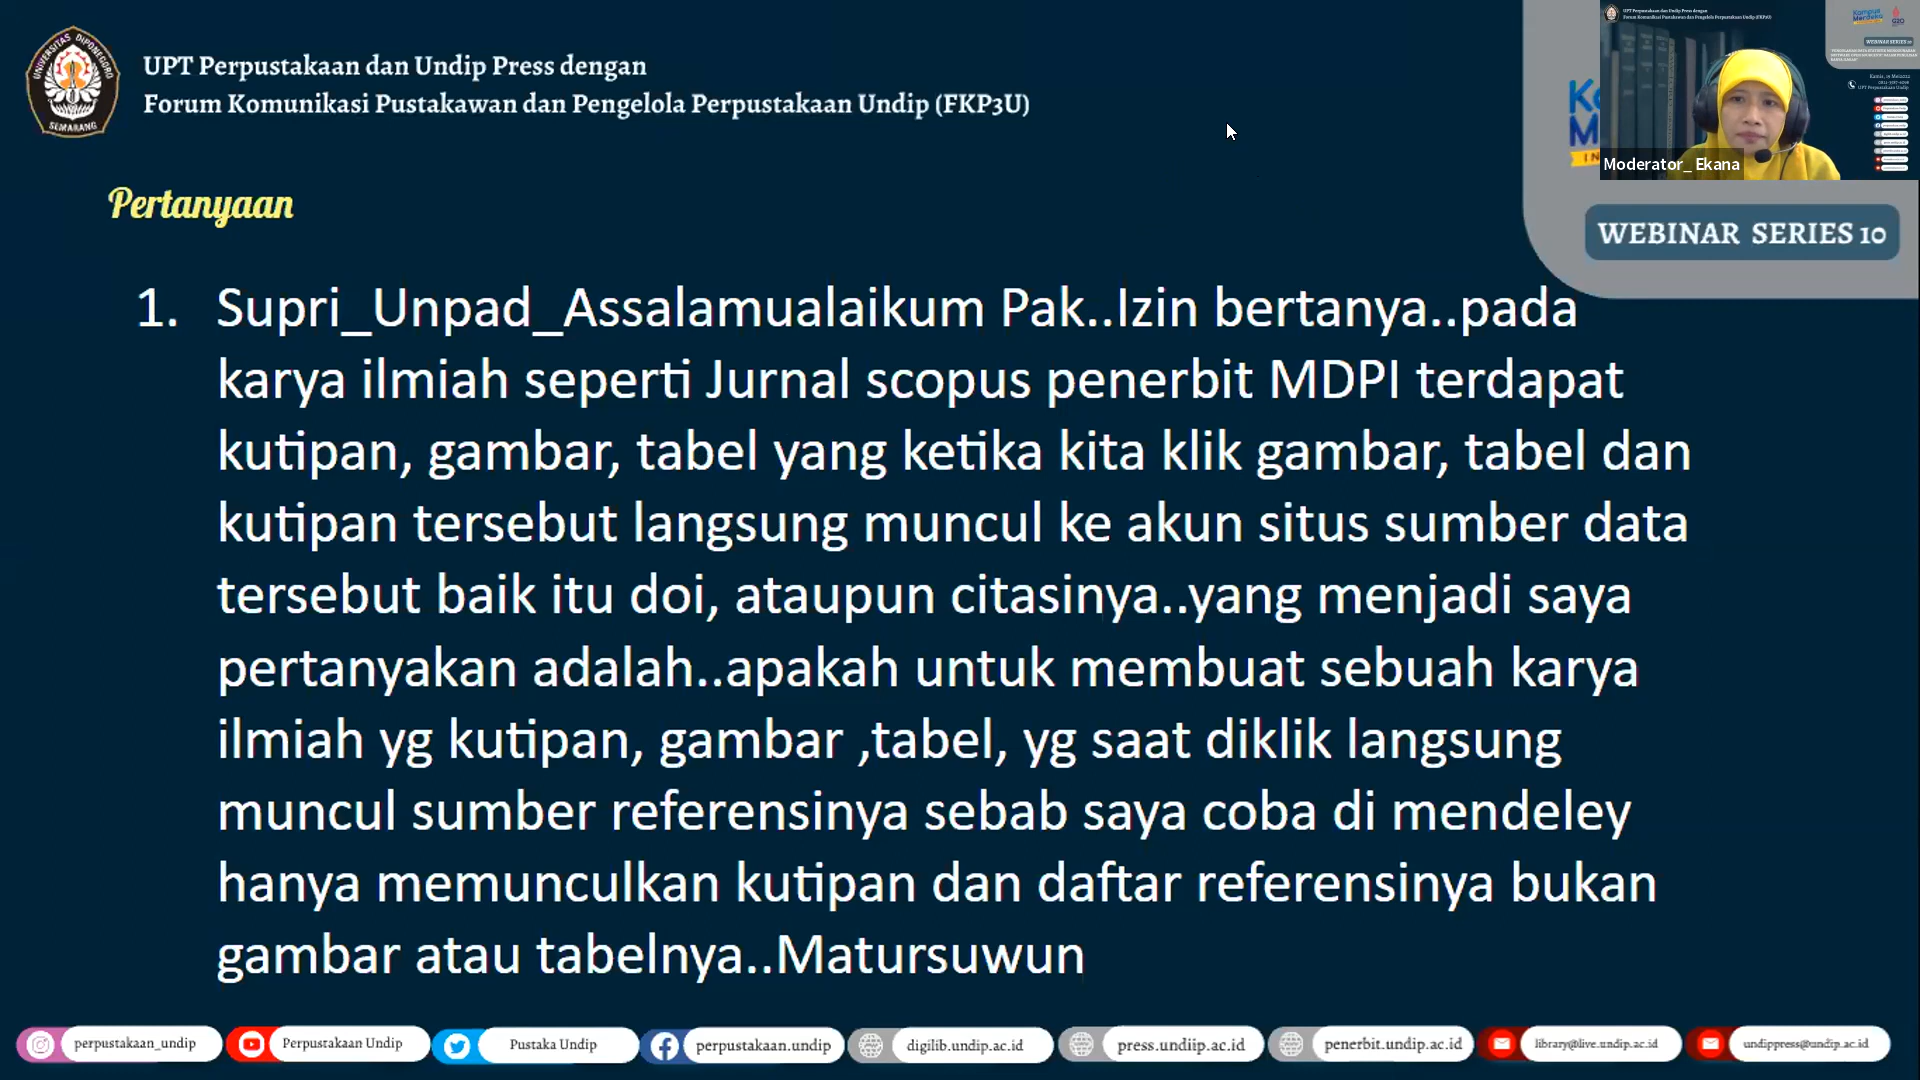 UNIVERSITAS DIPONEGORO
SEMARANG
UPT Perpustakaan dan Undip Press dengan
Forum Komunikasi Pustakawan dan Pengelola Perpustakaan Undip (FKP3U)
Moderator_ Ekana
WEBINAR SERIES 10
Pertanyaan
1. Supri_Unpad_Assalamualaikum Pak..Izin bertanya..pada
karya ilmiah seperti Jurnal scopus penerbit MDPI terdapat
kutipan, gambar, tabel yang ketika kita klik gambar, tabel dan
kutipan tersebut langsung muncul ke akun situs sumber data
tersebut baik itu doi, ataupun citasinya..yang menjadi saya
pertanyakan adalah..apakah untuk membuat sebuah karya
ilmiah yg kutipan, gambar ,tabel, yg saat diklik langsung
muncul sumber referensinya sebab saya coba di mendeley
hanya memunculkan kutipan dan daftar referensinya bukan
gambar atau tabelnya..Matursuwun
perpustakaan_undip
Perpustakaan Undip
Pustaka Undip
perpustakaan.undip
digilib.undip.ac.id
press.undiip.ac.id
penerbit.undip.ac.id
library@live.undip.ac.id
undippress@undip.ac.id